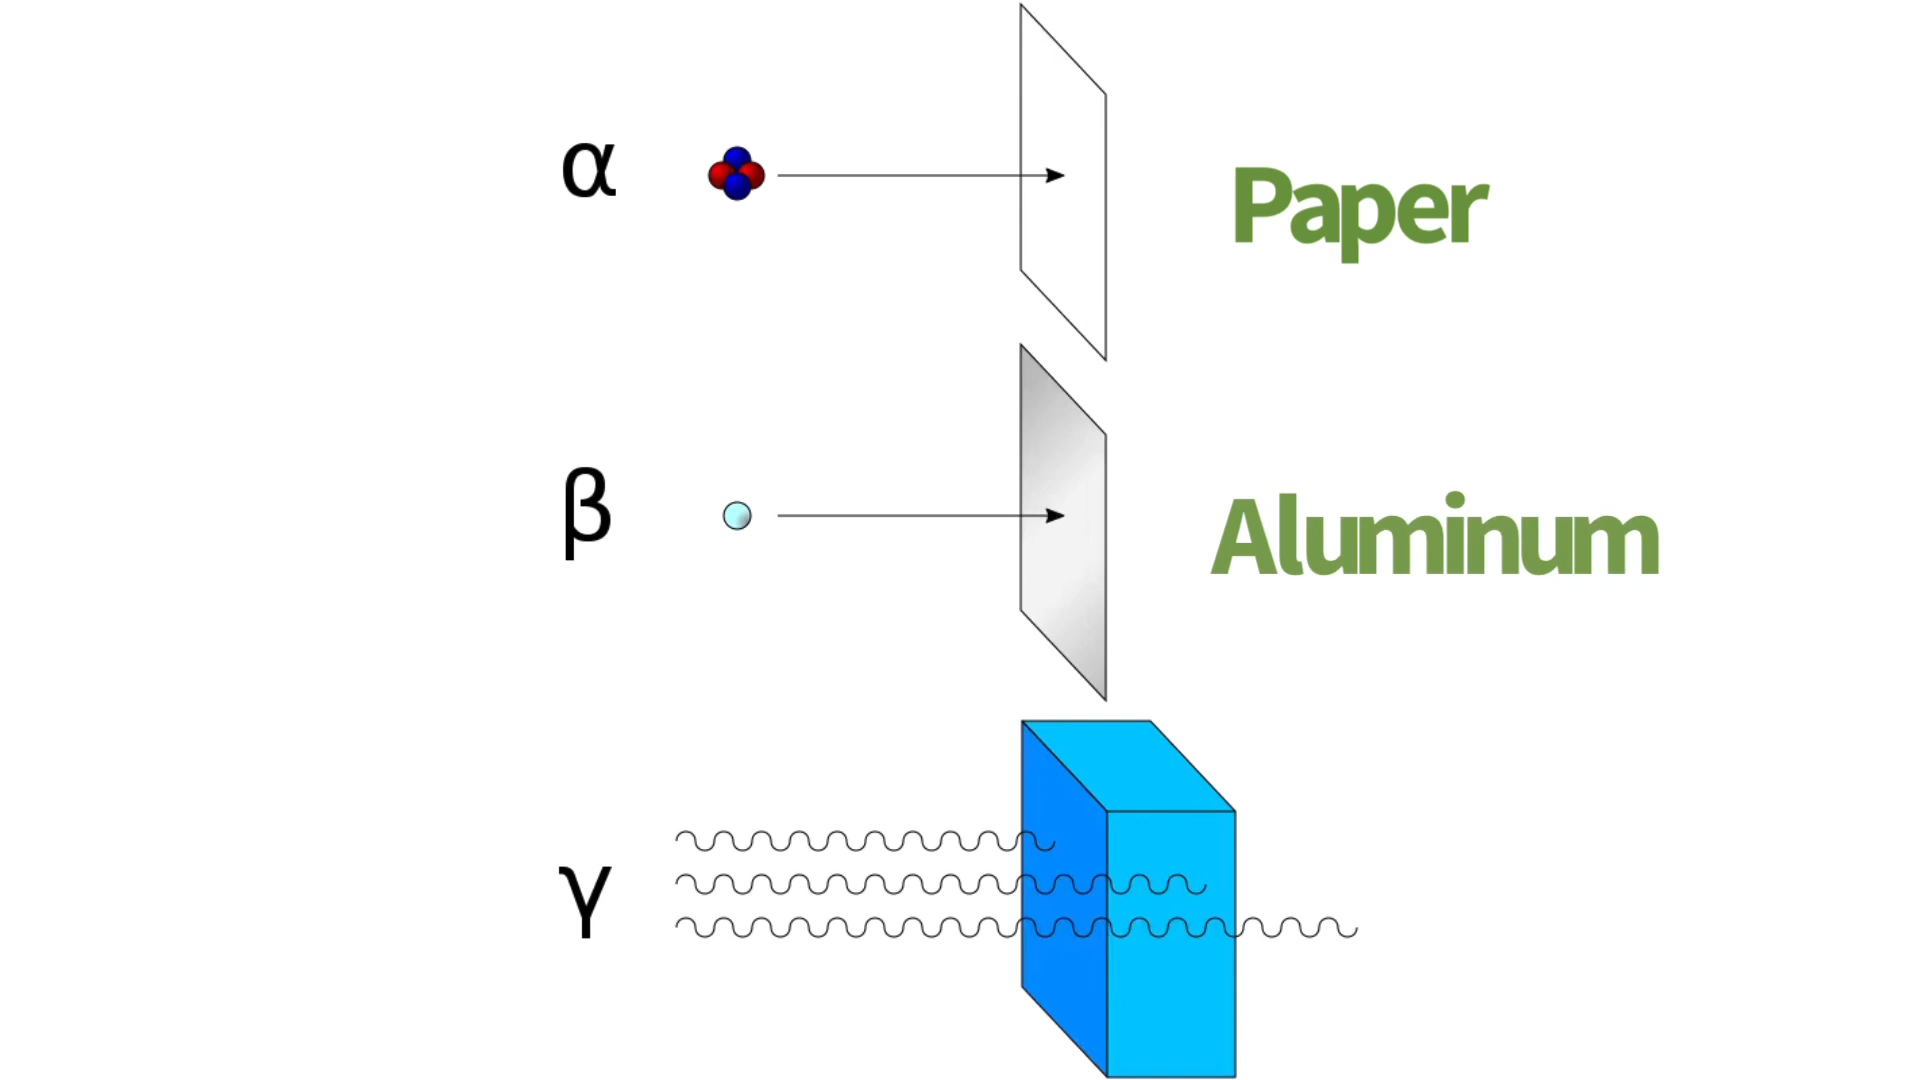 α
Paper
β
Aluminum
γ